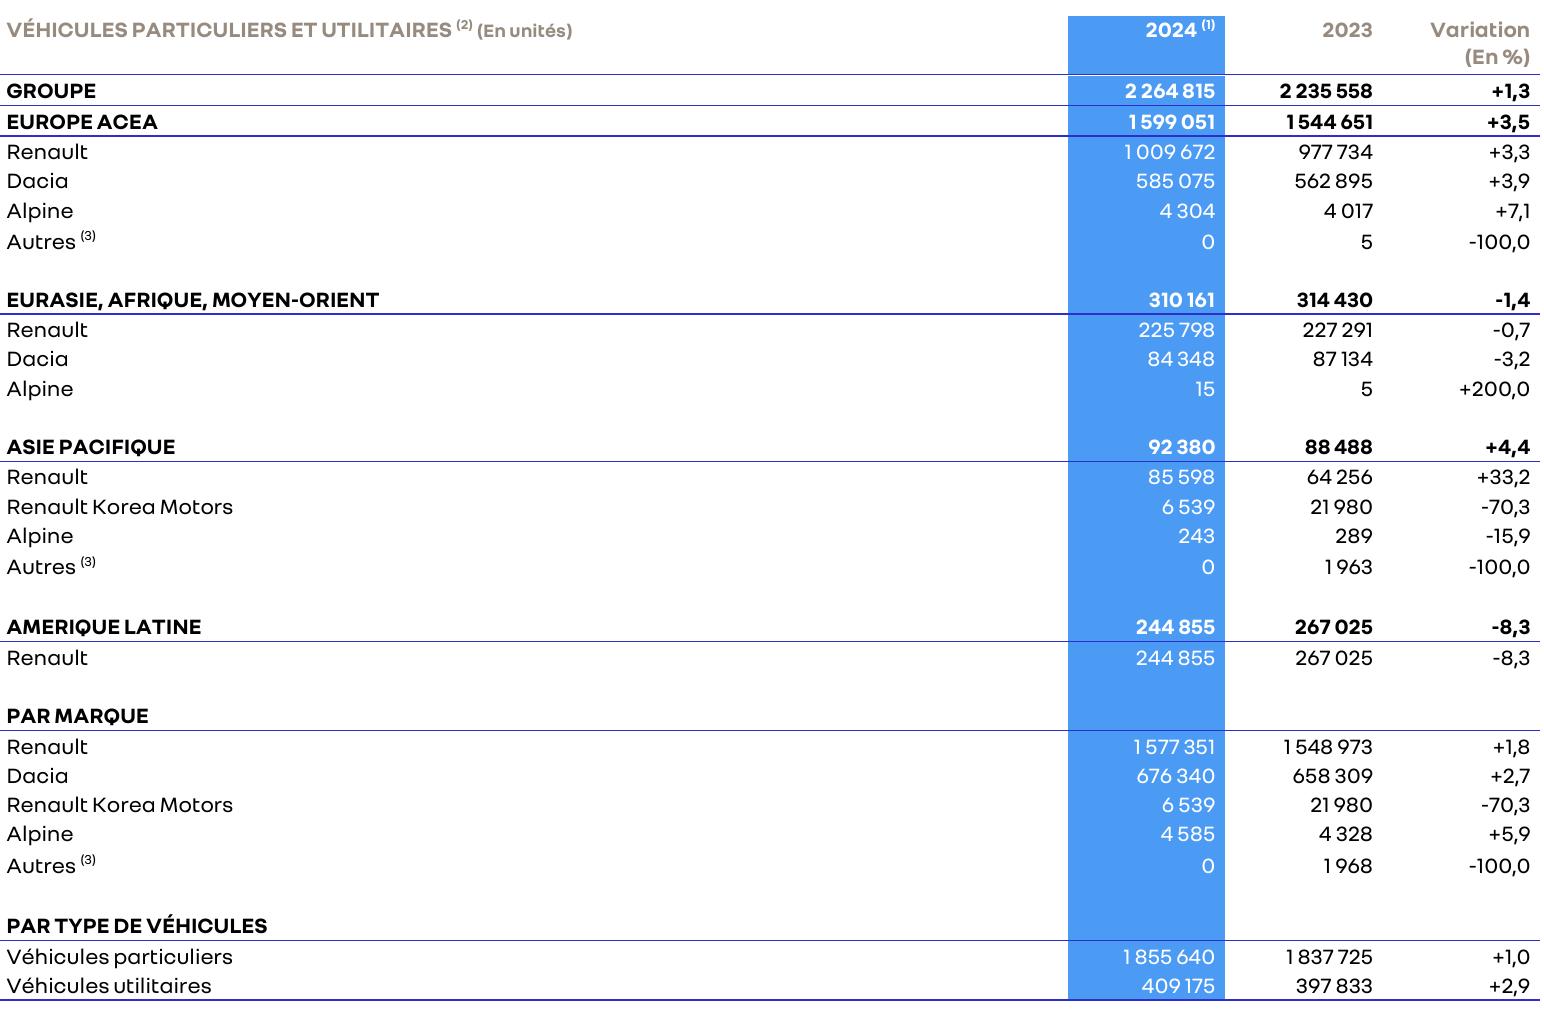 VÉHICULES PARTICULIERS ET UTILITAIRES (2) (En unités) 2024 (1) 2023 Variation
(En %)
GROUPE 2 264 815 2 235 558 +1,3
EUROPE ACEA 1 599 051 1 544 651 +3,5
Renault 1 009 672 977 734 +3,3
Dacia 585 075 562 895 +3,9
Alpine 4 304 4 017 +7,1
Autres (3) 0 5 -100,0
EURASIE, AFRIQUE, MOYEN-ORIENT 310 161 314 430 -1,4
Renault 225 798 227 291 -0,7
Dacia 84 348 87 134 -3,2
Alpine 15 5 +200,0
ASIE PACIFIQUE 92 380 88 488 +4,4
Renault 85 598 64 256 +33,2
Renault Korea Motors 6 539 21 980 -70,3
Alpine 243 289 -15,9
Autres (3) 0 1 963 -100,0
AMERIQUE LATINE 244 855 267 025 -8,3
Renault 244 855 267 025 -8,3
PAR MARQUE
Renault 1 577 351 1 548 973 +1,8
Dacia 676 340 658 309 +2,7
Renault Korea Motors 6 539 21 980 -70,3
Alpine 4 585 4 328 +5,9
Autres (3) 0 1 968 -100,0
PAR TYPE DE VÉHICULES
Véhicules particuliers 1 855 640 1 837 725 +1,0
Véhicules utilitaires 409 175 397 833 +2,9